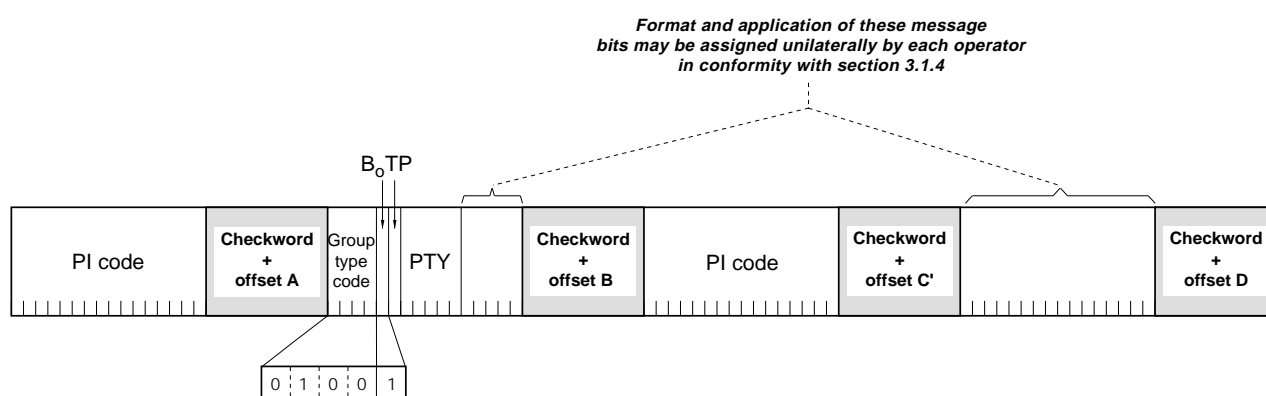 Format and application of these message
bits may be assigned unilaterally by each operator
in conformity with section 3.1.4
BoTP
PI code
Checkword
+
offset A
Group
type
code
PTY
Checkword
+
offset B
PI code
Checkword
+
offset C'
Checkword
+
offset D
0 1 0 0 1